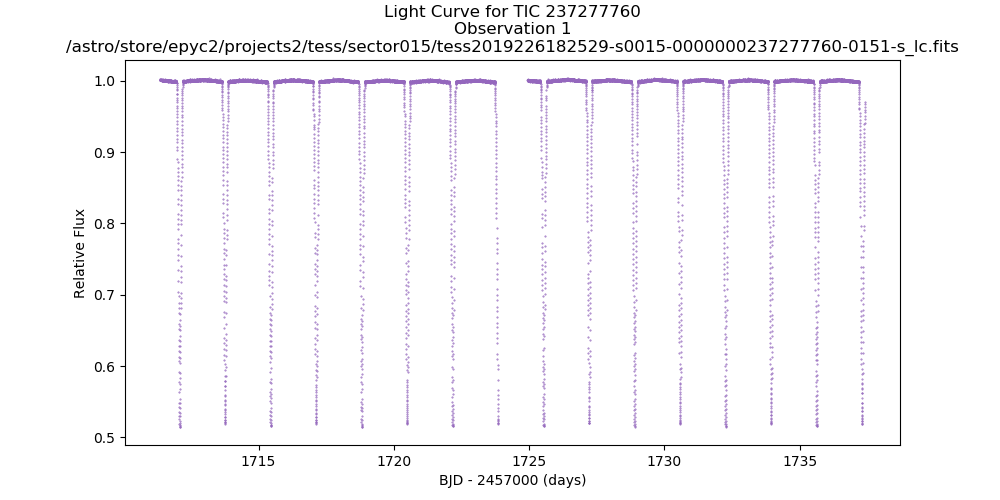 Light Curve for TIC 237277760
Observation 1
/astro/store/epyc2/projects2/tess/sector015/tess2019226182529-s0015-0000000237277760-0151-s_lc.fits
1.0
0.9
0.8
0.7
0.6
0.5
Relative Flux
1715
1720
1725
1730
1735
BJD - 2457000 (days)